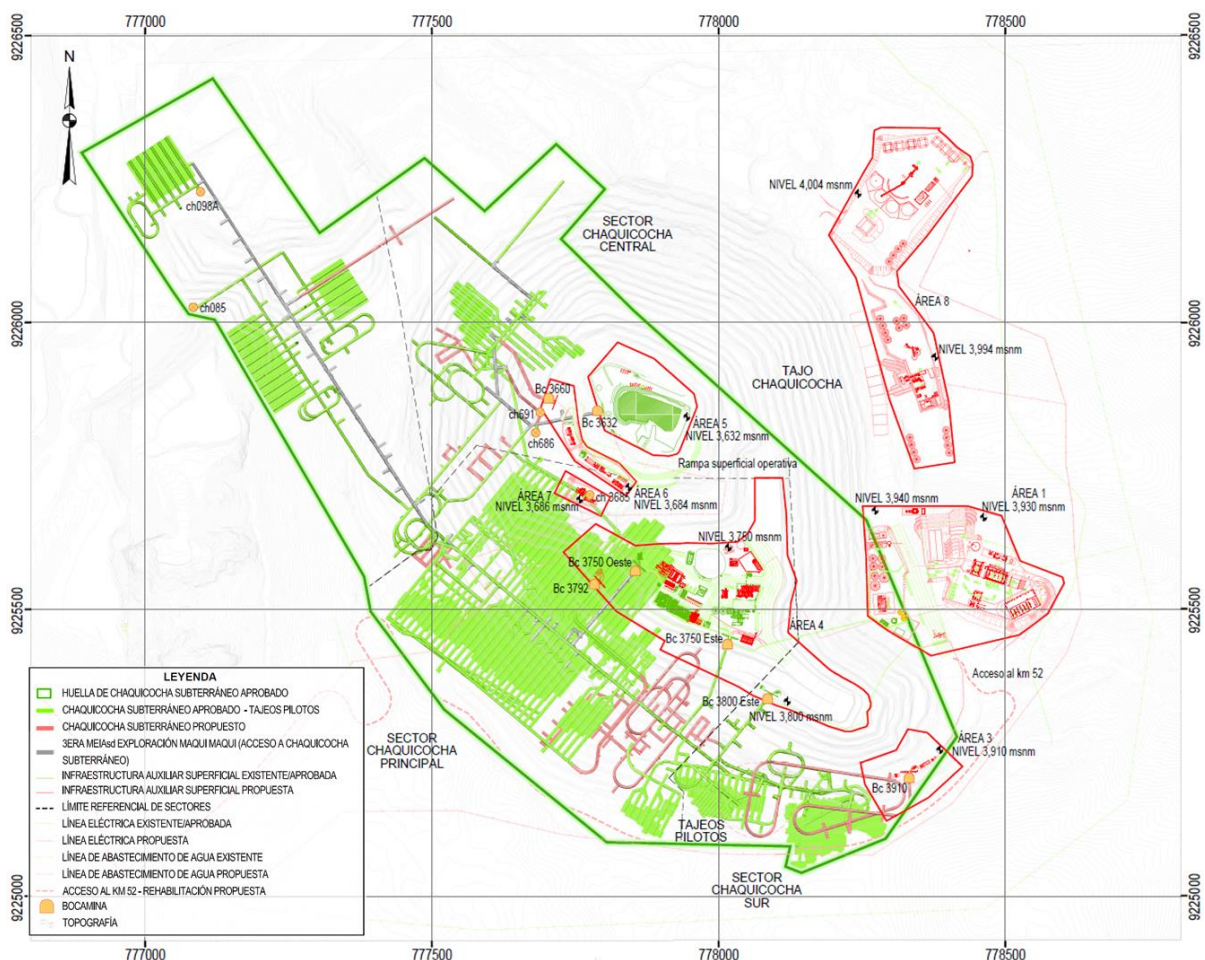 777000
777500
778000
778500
9226500
9226500
N
NIVEL 4,004 msnm
ch098A
SECTOR
CHAQUICOCHA
CENTRAL
ÁREA 8
ch085
9226000
9226000
NIVEL 3,994 msnm
TAJO
CHAQUICOCHA
Bc 3660
ch691
Bc 3632
ÁREA 5
NIVEL 3,632 msnm
ch686
Rampa superficial operativa
ÁREA 7
NIVEL 3,686 msnm
ch 3685
ÁREA 6
NIVEL 3,684 msnm
NIVEL 3,940 msnm
ÁREA 1
NIVEL 3,930 msnm
NIVEL 3,750 msnm
Bc 3750 Oeste
Bc 3792
9225500
9225500
ÁREA 4
Bc 3750 Este
Acceso al km 52
Bc 3800 Este
NIVEL 3,800 msnm
SECTOR
CHAQUICOCHA
PRINCIPAL
ÁREA 3
NIVEL 3,910 msnm
Bc 3910
TAJEOS
PILOTOS
SECTOR
CHAQUICOCHA
SUR
9225000
9225000
LEYENDA
HUELLA DE CHAQUICOCHA SUBTERRÁNEO APROBADO
CHAQUICOCHA SUBTERRÁNEO APROBADO - TAJEOS PILOTOS
CHAQUICOCHA SUBTERRÁNEO PROPUESTO
3ERA MEIAsd EXPLORACIÓN MAQUI MAQUI (ACCESO A CHAQUICOCHA
SUBTERRÁNEO)
INFRAESTRUCTURA AUXILIAR SUPERFICIAL EXISTENTE/APROBADA
INFRAESTRUCTURA AUXILIAR SUPERFICIAL PROPUESTA
LÍMITE REFERENCIAL DE SECTORES
LÍNEA ELÉCTRICA EXISTENTE/APROBADA
LÍNEA ELÉCTRICA PROPUESTA
LÍNEA DE ABASTECIMIENTO DE AGUA EXISTENTE
LÍNEA DE ABASTECIMIENTO DE AGUA PROPUESTA
ACCESO AL KM 52 - REHABILITACIÓN PROPUESTA
BOCAMINA
TOPOGRAFÍA
777000
777500
778000
778500